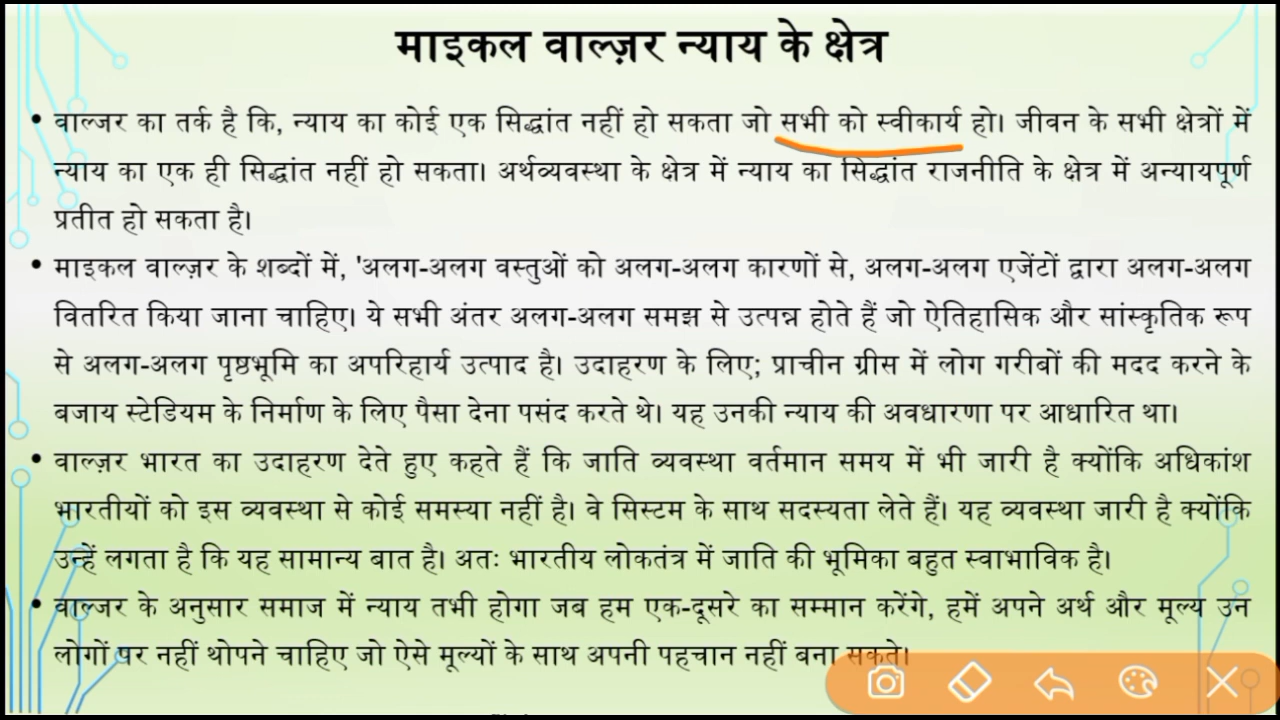 माइकल वाल्ज़र न्याय के क्षेत्र
• वाल्जर का तर्क है कि, न्याय का कोई एक सिद्धांत नहीं हो सकता जो सभी को स्वीकार्य हो। जीवन के सभी क्षेत्रों में
न्याय का एक ही सिद्धांत नहीं हो सकता। अर्थव्यवस्था के क्षेत्र में न्याय का सिद्धांत राजनीति के क्षेत्र में अन्यायपूर्ण
प्रतीत हो सकता है।
• माइकल वाल्ज़र के शब्दों में, 'अलग-अलग वस्तुओं को अलग-अलग कारणों से, अलग-अलग एजेंटों द्वारा अलग-अलग
वितरित किया जाना चाहिए। ये सभी अंतर अलग-अलग समझ से उत्पन्न होते हैं जो ऐतिहासिक और सांस्कृतिक रूप
से अलग-अलग पृष्ठभूमि का अपरिहार्य उत्पाद है। उदाहरण के लिए; प्राचीन ग्रीस में लोग गरीबों की मदद करने के
बजाय स्टेडियम के निर्माण के लिए पैसा देना पसंद करते थे। यह उनकी न्याय की अवधारणा पर आधारित था।
• वाल्ज़र भारत का उदाहरण देते हुए कहते हैं कि जाति व्यवस्था वर्तमान समय में भी जारी है क्योंकि अधिकांश
भारतीयों को इस व्यवस्था से कोई समस्या नहीं है। वे सिस्टम के साथ सदस्यता लेते हैं। यह व्यवस्था जारी है क्योंकि
उन्हें लगता है कि यह सामान्य बात है। अतः भारतीय लोकतंत्र में जाति की भूमिका बहुत स्वाभाविक है।
• वाल्जर के अनुसार समाज में न्याय तभी होगा जब हम एक-दूसरे का सम्मान करेंगे, हमें अपने अर्थ और मूल्य उन
लोगों पर नहीं थोपने चाहिए जो ऐसे मूल्यों के साथ अपनी पहचान नहीं बना सकते।